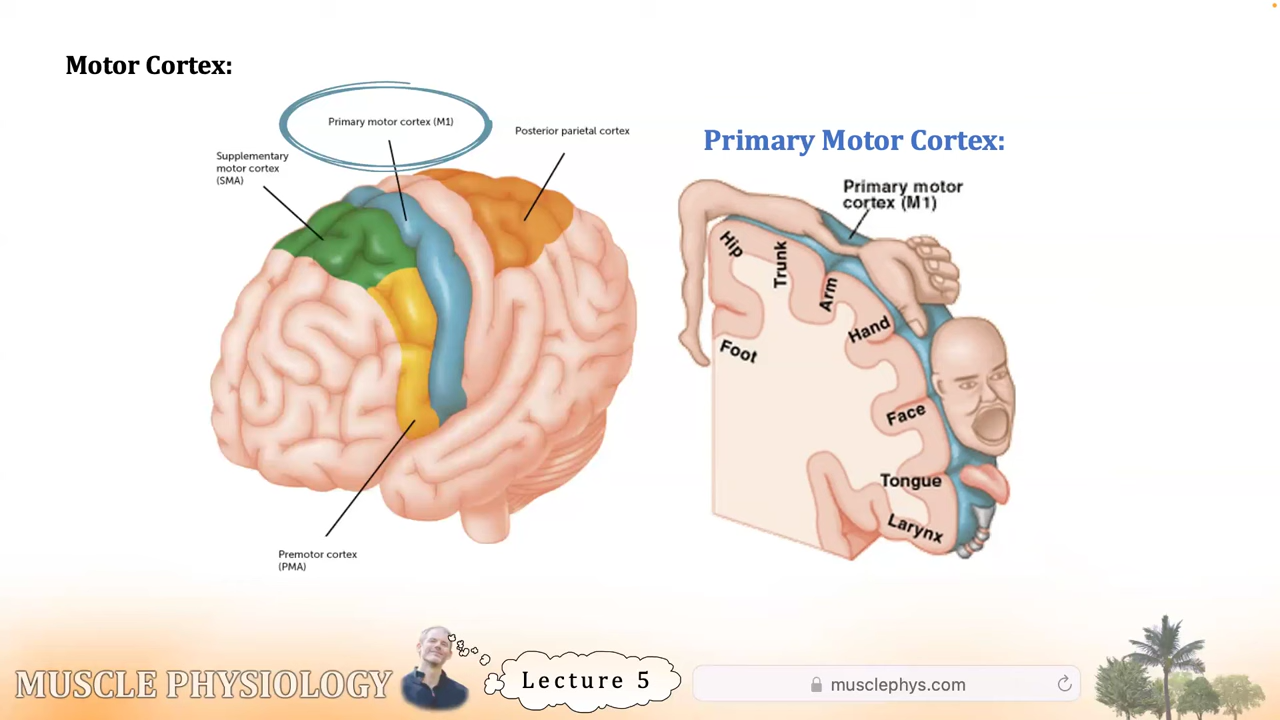 Motor Cortex:
Primary motor cortex (M1)
Posterior parietal cortex
Supplementary
motor cortex
(SMA)
Premotor cortex
(PMA)
Primary Motor Cortex:
Primary motor
cortex (M1)
Hip
Trunk
Arm
Hand
Foot
Face
Tongue
Larynx
MUSCLE PHYSIOLOGY
Lecture 5
musclephys.com